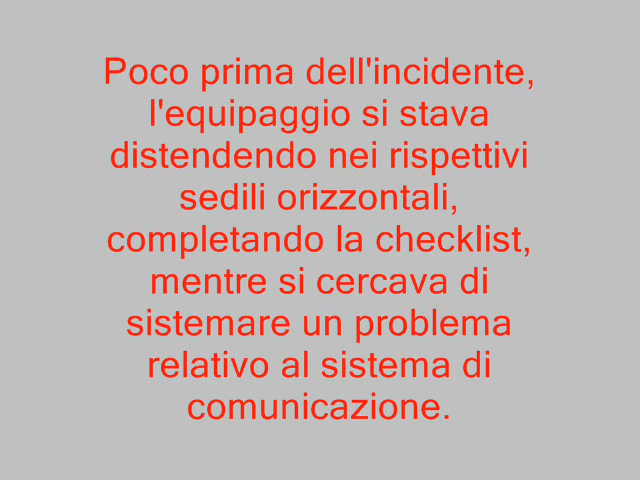 Poco prima dell'incidente,
l'equipaggio si stava
distendendo nei rispettivi
sedili orizzontali,
completando la checklist,
mentre si cercava di
sistemare un problema
relativo al sistema di
comunicazione.